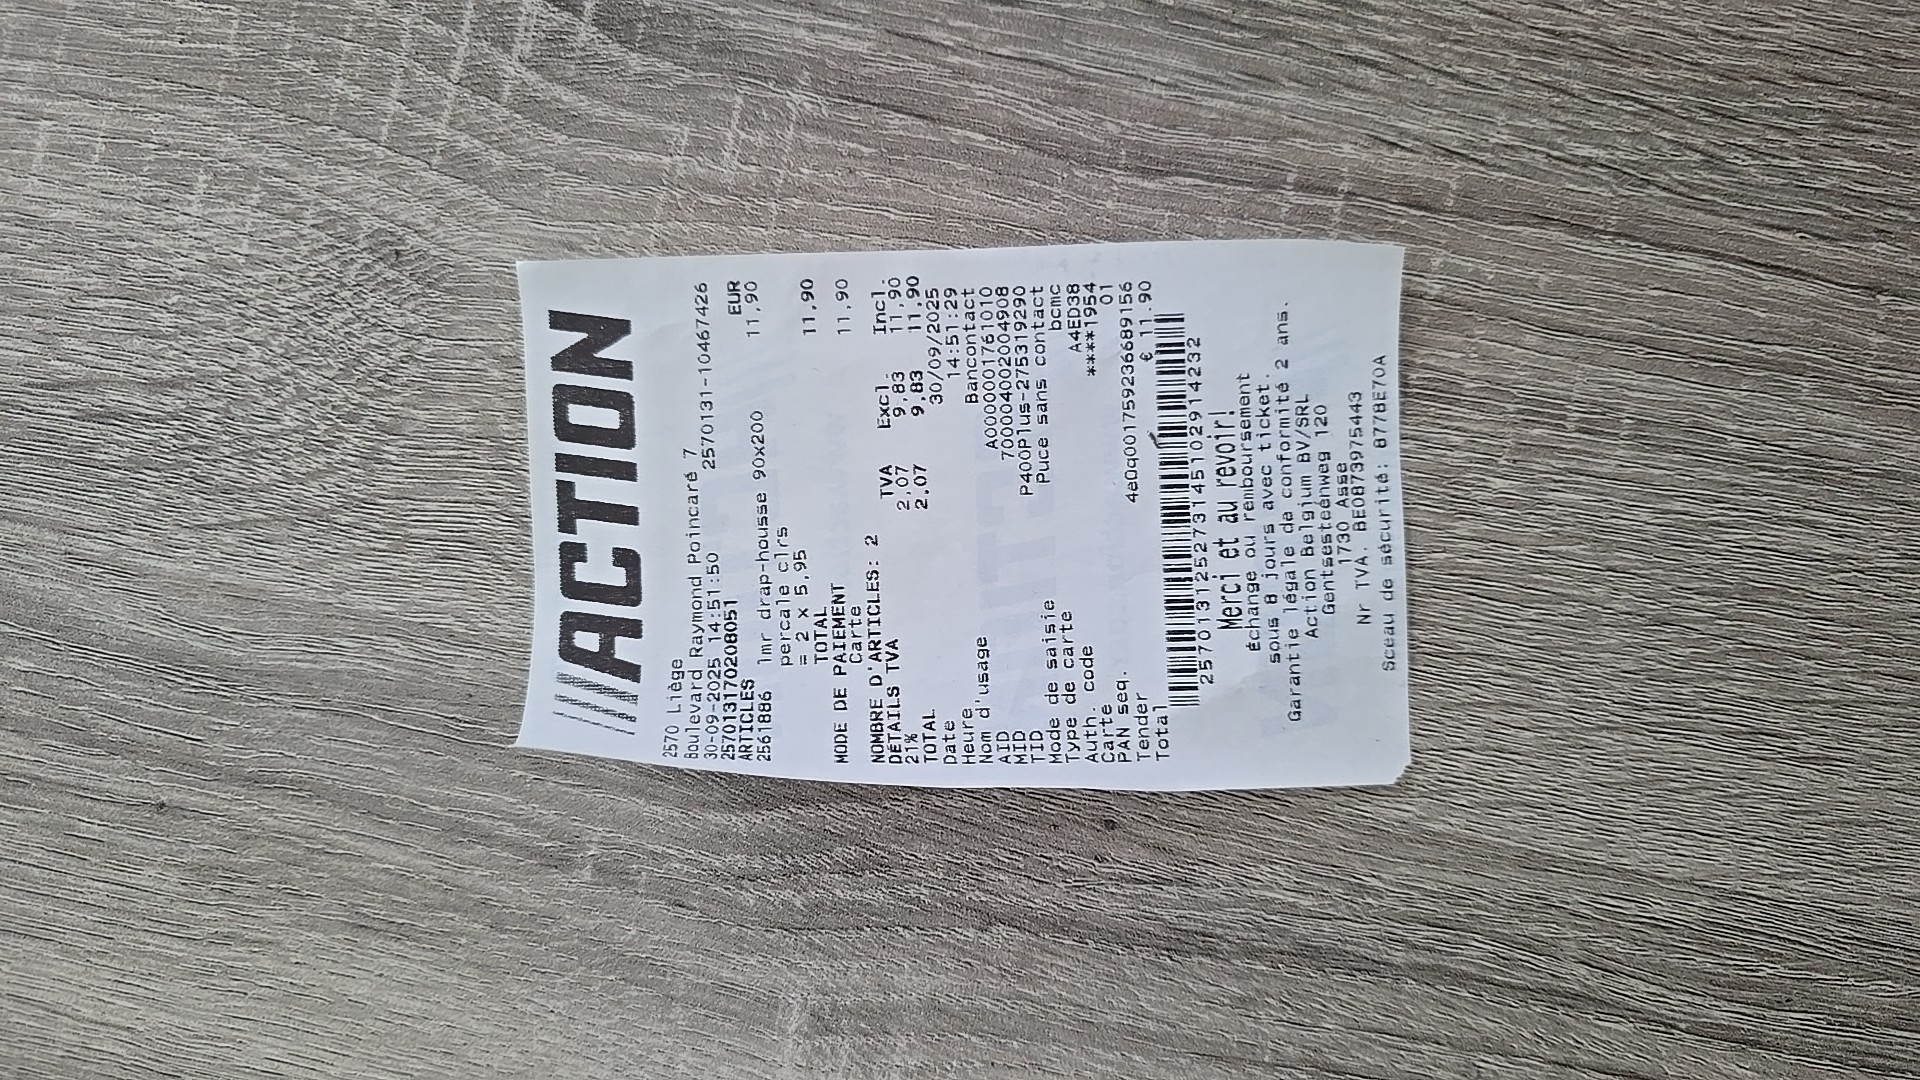 ///ACTION
2570 Liège
Boulevard Raymond Poincaré 7
30-09-2025 14:51:50 2570131-10467426
2570131170208051
ARTICLES EUR
2561886 1mr drap-housse 90x200 11,90
percale clrs
= 2 x 5,95
TOTAL 11,90
MODE DE PAIEMENT
Carte 11,90
NOMBRE D'ARTICLES: 2
DÉTAILS TVA TVA Excl. Incl.
21% 2,07 9,83 11,90
TOTAL 2,07 9,83 11,90
Date 30/09/2025
Heure 14:51:29
Nom d'usage Bancontact
AID A0000001761010
MID 7000040020004908
TID P400Plus-275319290
Mode de saisie Puce sans contact
Type de carte bcmc
Auth. code A4ED38
Carte ****1954
PAN seq. 01
Tender 4e0q001759236689156
Total € 11.90
2570131252731451029142​32
Merci et au revoir!
Échange ou remboursement
sous 8 jours avec ticket.
Garantie légale de conformité 2 ans.
Action Belgium BV/SRL
Gentsesteenweg 120
1730 Asse
Nr TVA. BE0873975443
Sceau de sécurité: 877BE70A